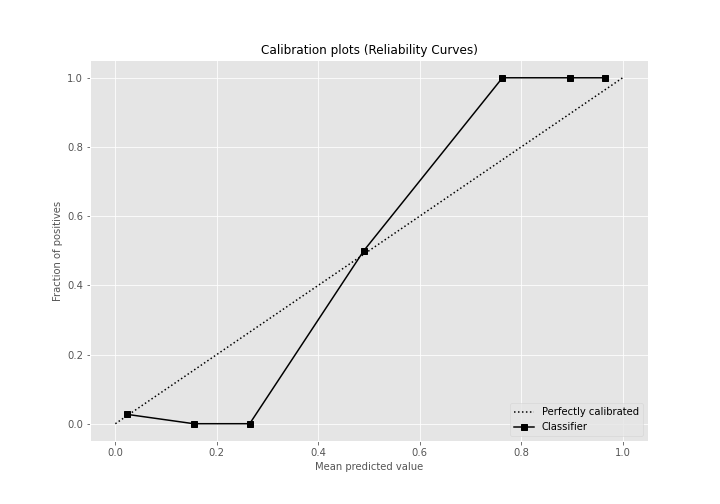 Calibration plots (Reliability Curves)
1.0
0.8
0.6
0.4
0.2
0.0
Fraction of positives
0.0 0.2 0.4 0.6 0.8 1.0
Mean predicted value
Perfectly calibrated
Classifier